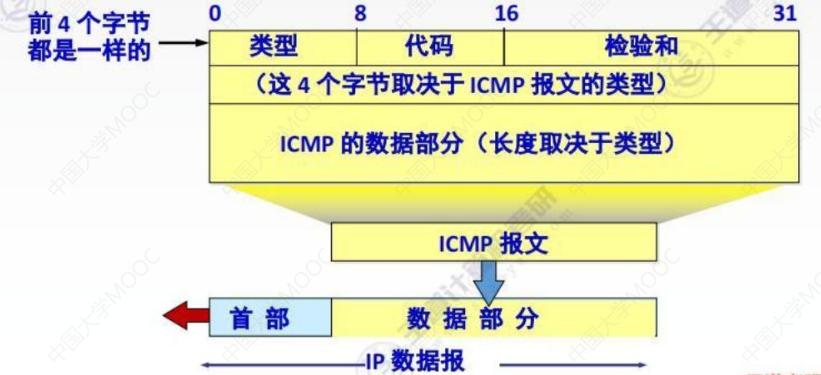 前 4 个字节
都是一样的
0 8 16 31
类型 代码 检验和
（这 4 个字节取决于 ICMP 报文的类型）
ICMP 的数据部分（长度取决于类型）
ICMP 报文
首 部 数 据 部 分
IP 数据报
中国大学MOOC